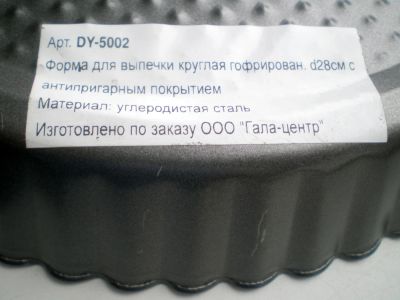 Арт. DY-5002
Форма для выпечки круглая гофрирован. d28см с
антипригарным покрытием
Материал: углеродистая сталь
Изготовлено по заказу ООО "Гала-центр"